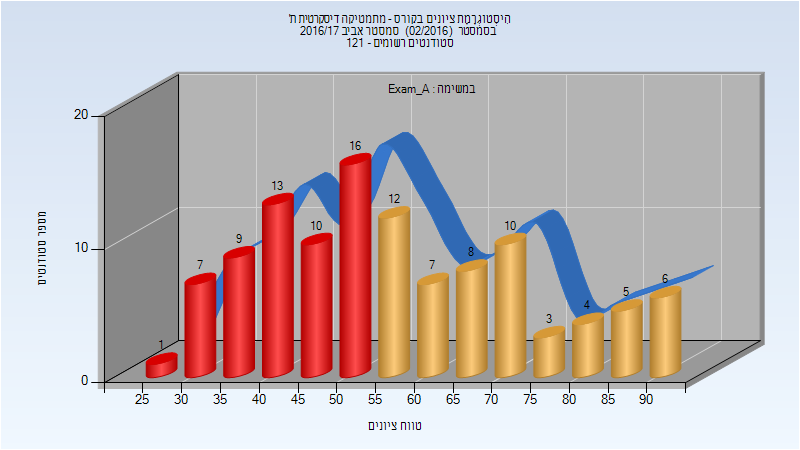 היסטוגרמת ציונים בקורס - מתמטיקה דיסקרטית ת'
בסמסטר (02/2016) סמסטר אביב 2016/17
סטודנטים רשומים - 121
במשימה : Exam_A
מספר סטודנטים
20
10
0
1 7 9 13 10 16 12 7 8 10 3 4 5 6
25 30 35 40 45 50 55 60 65 70 75 80 85 90
טווח ציונים